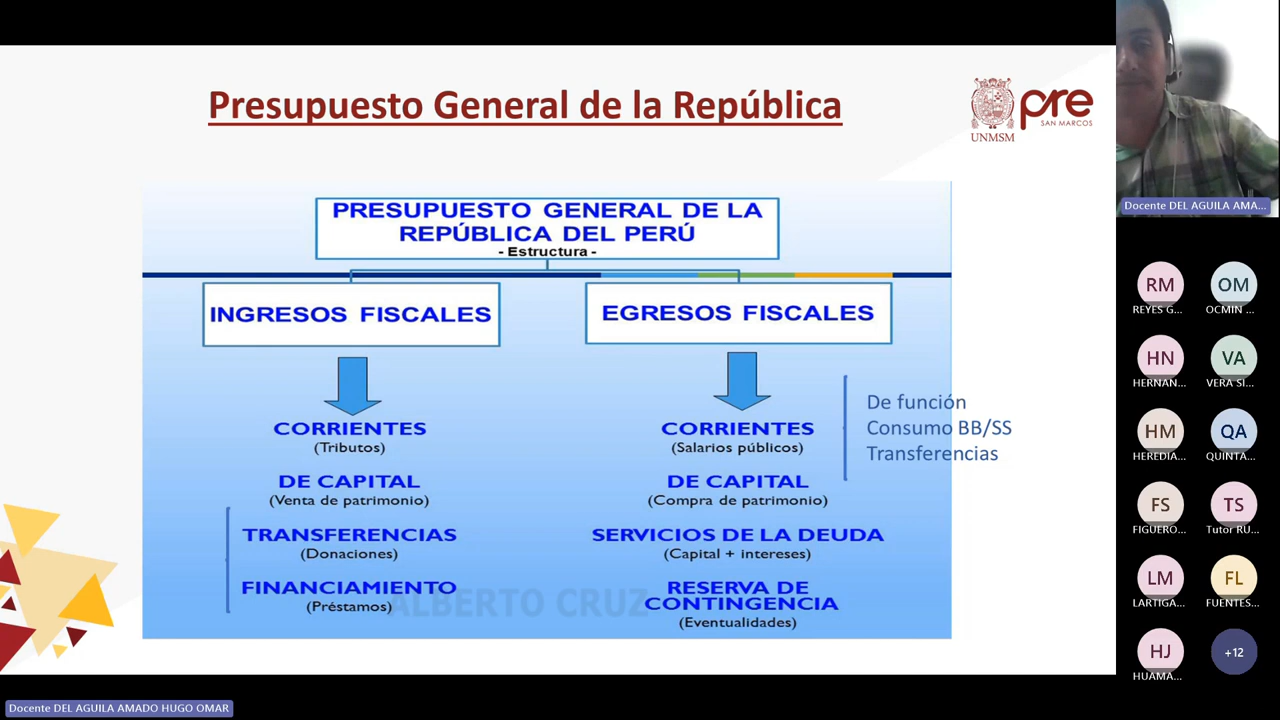 Presupuesto General de la República
UNMSM
pre
SAN MARCOS
PRESUPUESTO GENERAL DE LA
REPÚBLICA DEL PERÚ
- Estructura -
INGRESOS FISCALES
EGRESOS FISCALES
CORRIENTES
(Tributos)
DE CAPITAL
(Venta de patrimonio)
TRANSFERENCIAS
(Donaciones)
FINANCIAMIENTO
(Préstamos)
CORRIENTES
(Salarios públicos)
DE CAPITAL
(Compra de patrimonio)
SERVICIOS DE LA DEUDA
(Capital + intereses)
RESERVA DE
CONTINGENCIA
(Eventualidades)
De función
Consumo BB/SS
Transferencias
ALBERTO CRUZ
Docente DEL AGUILA AMA...
RM
REYES G...
OM
OCMIN ...
HN
HERNAN...
VA
VERA SI...
HM
HEREDIA...
QA
QUINTA...
FS
FIGUERO...
TS
Tutor RU...
LM
LARTIGA...
FL
FUENTES...
HJ
HUAMA...
+12
Docente DEL AGUILA AMADO HUGO OMAR